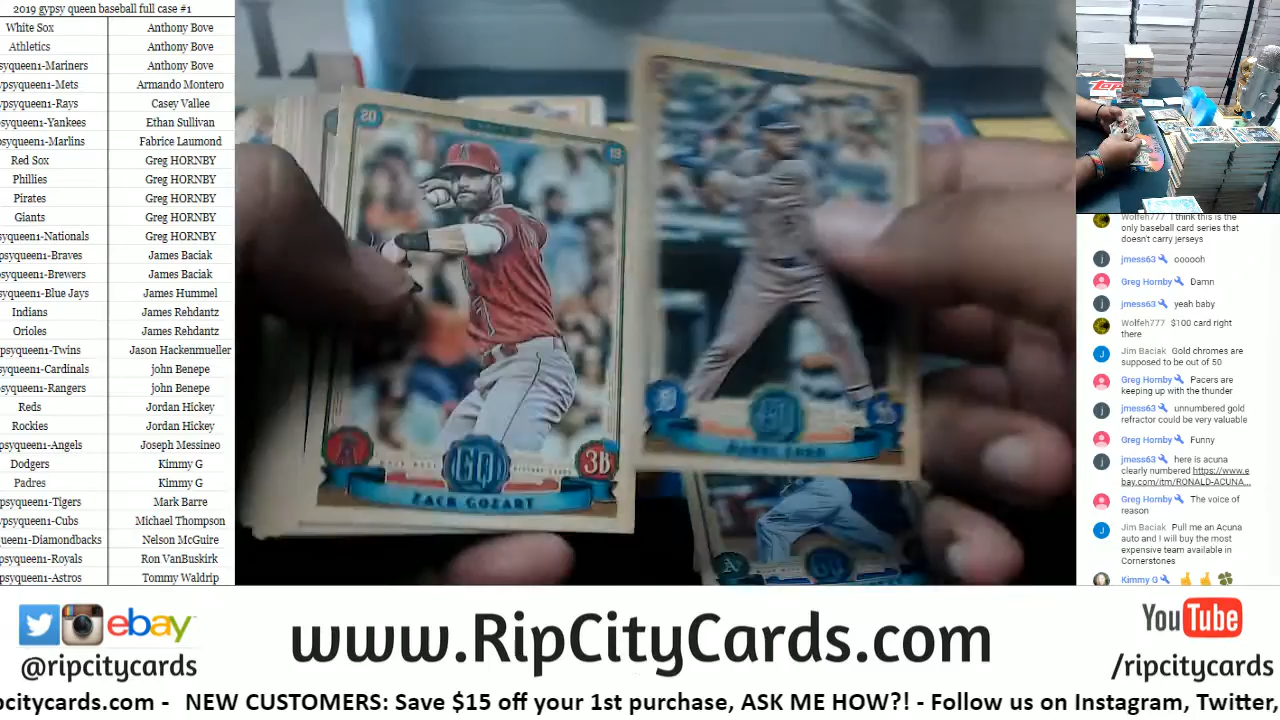 2019 gypsy queen baseball full case #1
White Sox Anthony Bove
Athletics Anthony Bove
syqueen1-Mariners Anthony Bove
ypsyqueen1-Mets Armando Montero
ypsyqueen1-Rays Casey Vallee
syqueen1-Yankees Ethan Sullivan
psyqueen1-Marlins Fabrice Laumond
Red Sox Greg HORNBY
Phillies Greg HORNBY
Pirates Greg HORNBY
Giants Greg HORNBY
syqueen1-Nationals Greg HORNBY
psyqueen1-Braves James Baciak
psyqueen1-Brewers James Baciak
syqueen1-Blue Jays James Hummel
Indians James Rehdantz
Orioles James Rehdantz
psyqueen1-Twins Jason Hackenmueller
psyqueen1-Cardinals john Benepe
psyqueen1-Rangers john Benepe
Reds Jordan Hickey
Rockies Jordan Hickey
psyqueen1-Angels Joseph Messineo
Dodgers Kimmy G
Padres Kimmy G
psyqueen1-Tigers Mark Barre
ypsyqueen1-Cubs Michael Thompson
ueen1-Diamondbacks Nelson McGuire
psyqueen1-Royals Ron VanBuskirk
psyqueen1-Astros Tommy Waldrip
20
19
GQ
3B
ZACK COZART
Wolfeh777 I think this is the
only baseball card series that
doesn't carry jerseys
jmess63 oooooh
Greg Hornby Damn
jmess63 yeah baby
Wolfeh777 $100 card right
there
Jim Baciak Gold chromes are
supposed to be out of 50
Greg Hornby Pacers are
keeping up with the thunder
jmess63 unnumbered gold
refractor could be very valuable
Greg Hornby Funny
jmess63 here is acuna
clearly numbered https://www.e
bay.com/itm/RONALD-ACUNA...
Greg Hornby The voice of
reason
Jim Baciak Pull me an Acuna
auto and I will buy the most
expensive team available in
Cornerstones
Kimmy G
ebay
@ripcitycards
www.RipCityCards.com
YouTube
/ripcitycards
pcitycards.com - NEW CUSTOMERS: Save $15 off your 1st purchase, ASK ME HOW?! - Follow us on Instagram, Twitter,